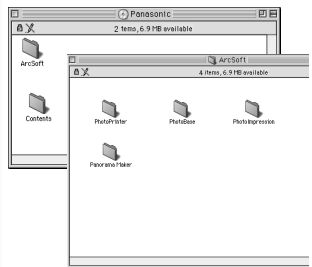 Panasonic
2 items, 6.9 MB available
ArcSoft
Contents
ArcSoft
4 items, 6.9 MB available
PhotoPrinter
PhotoBase
PhotoImpression
Panorama Maker